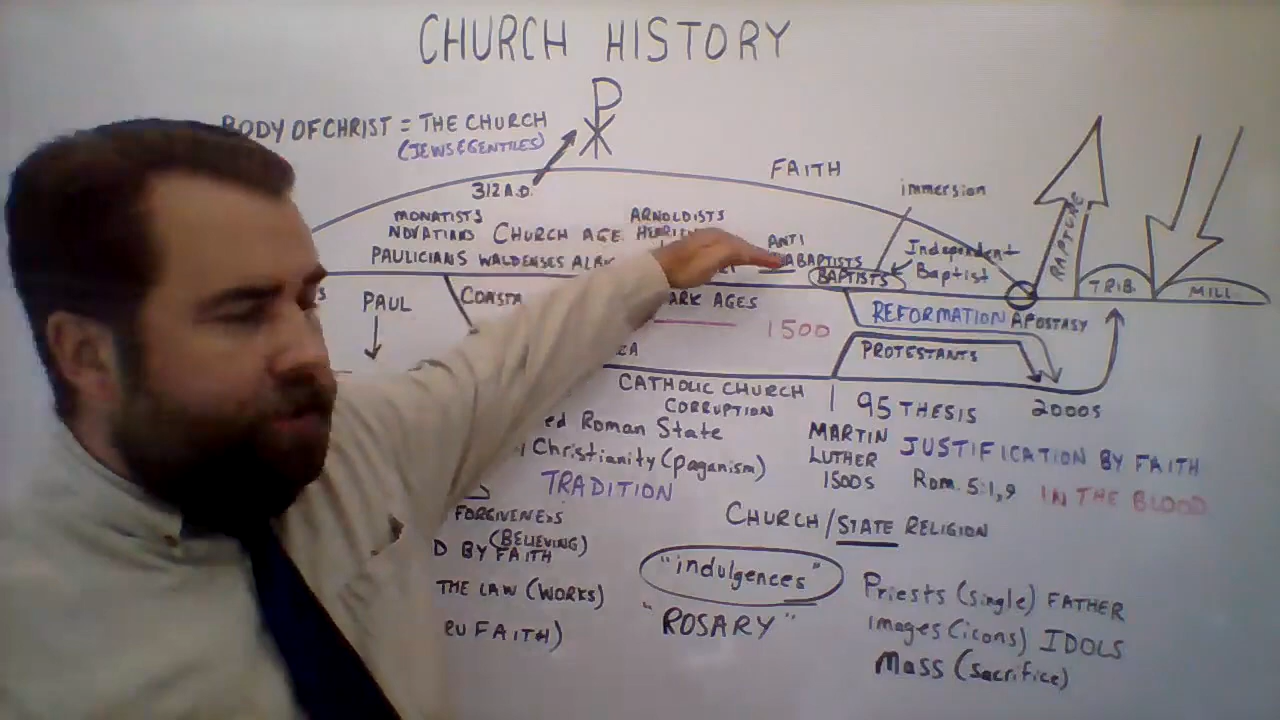 CHURCH HISTORY
BODY OF CHRIST = THE CHURCH
(JEWS & GENTILES)
312 A.D.
FAITH
immersion
MONATISTS
NOVATIANS CHURCH AGE
PAULICIANS WALDENSES
ARNOLDISTS
ANTI
BAPTISTS
BAPTISTS
Independent
Baptist
RAPTURE
TRIB.
MILL.
PAUL
ARK AGES
1500
REFORMATION APOSTASY
PROTESTANTS
CATHOLIC CHURCH
CORRUPTION
95 THESIS
2000S
ed Roman State
Christianity (paganism)
TRADITION
MARTIN
LUTHER
1500S
JUSTIFICATION BY FAITH
Rom. 5:1,9 IN THE BLOOD
CHURCH/STATE RELIGION
FORGIVENESS
(BELIEVING)
D BY FAITH
THE LAW (WORKS)
FAITH)
"indulgences"
"ROSARY"
Priests (single) FATHER
images (icons) IDOLS
Mass (sacrifice)